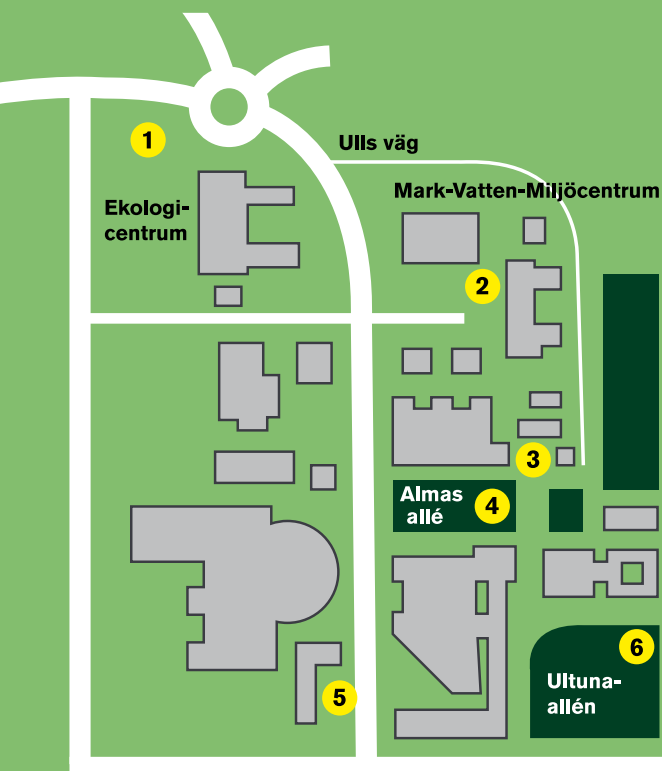 1
Ulls väg
Mark-Vatten-Miljöcentrum
Ekologi-
centrum
2
3
Almas
allé
4
5
6
Ultuna-
allén